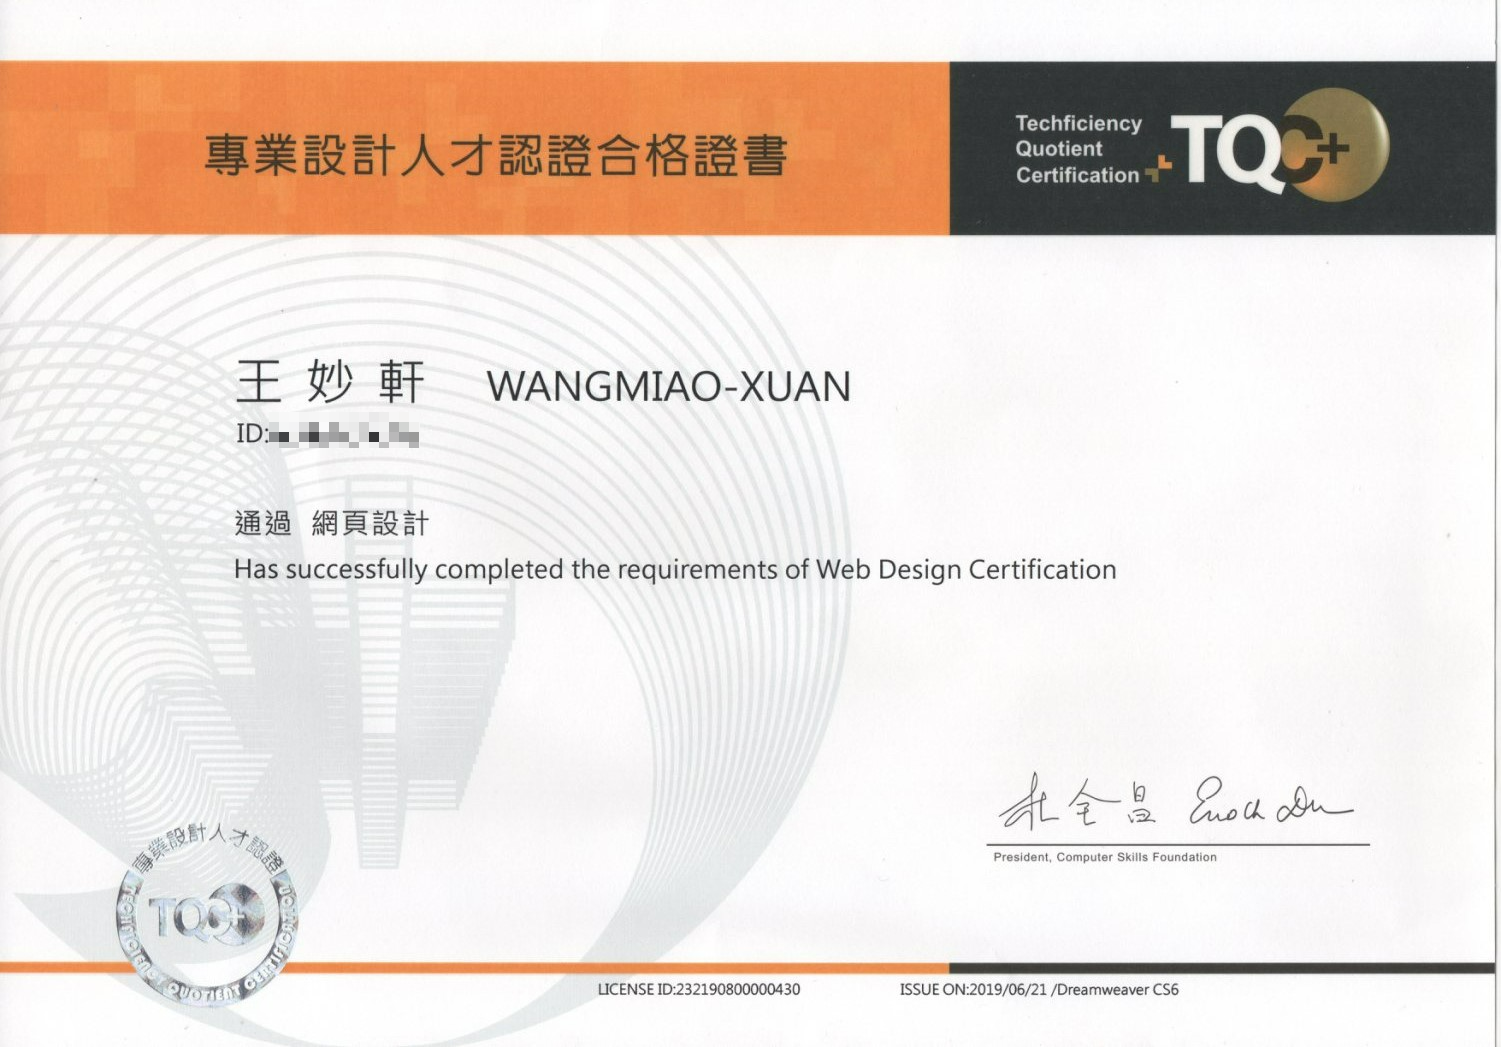 專業設計人才認證合格證書
Techficiency
Quotient
Certification
TQC+
王妙軒 WANGMIAO-XUAN
ID:
通過 網頁設計
Has successfully completed the requirements of Web Design Certification
杜全昌 Enoch Du
President, Computer Skills Foundation
專業設計人才認證
TQC+
TECHFICIENCY QUOTIENT CERTIFICATION
LICENSE ID:232190800000430
ISSUE ON:2019/06/21 /Dreamweaver CS6